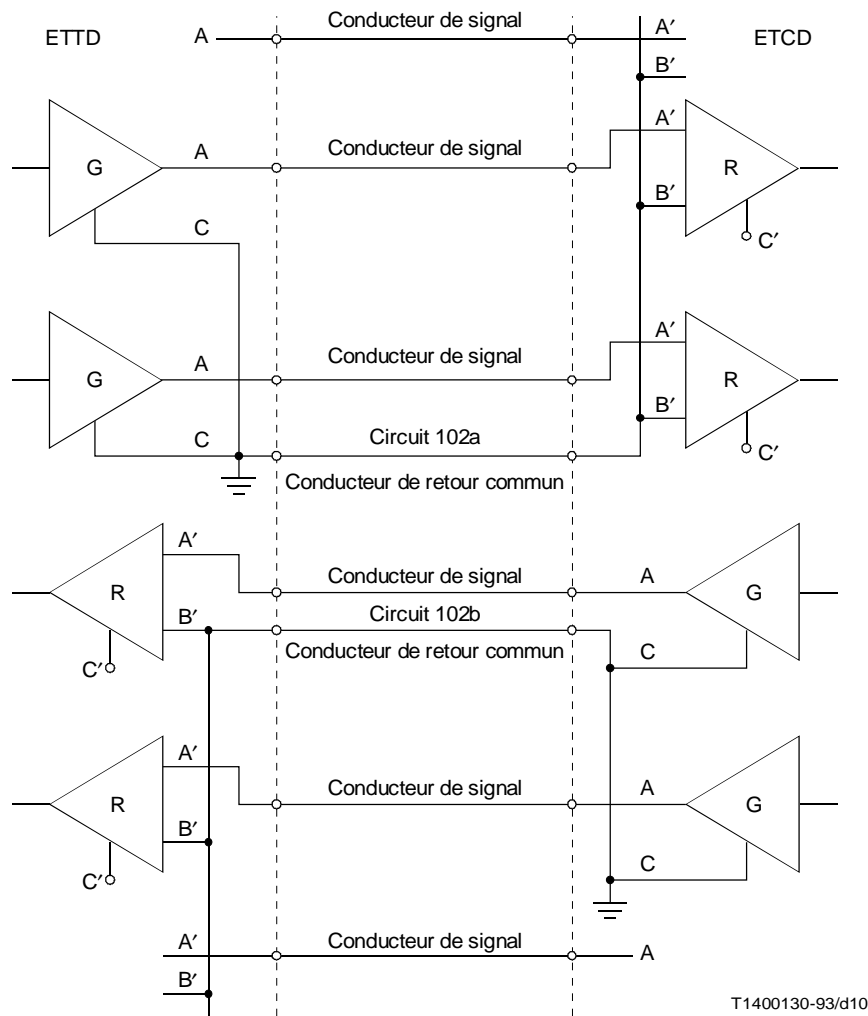 Conducteur de signal
ETTD A A′ ETCD
B′
A′
A Conducteur de signal
G R
B′
C C′
A′
A Conducteur de signal
G R
B′
C Circuit 102a
C′
Conducteur de retour commun
A′
Conducteur de signal A
R G
B′ Circuit 102b
C′ Conducteur de retour commun C
A′
Conducteur de signal A
R G
B′
C′ C
A′ Conducteur de signal A
B′
T1400130-93/d10